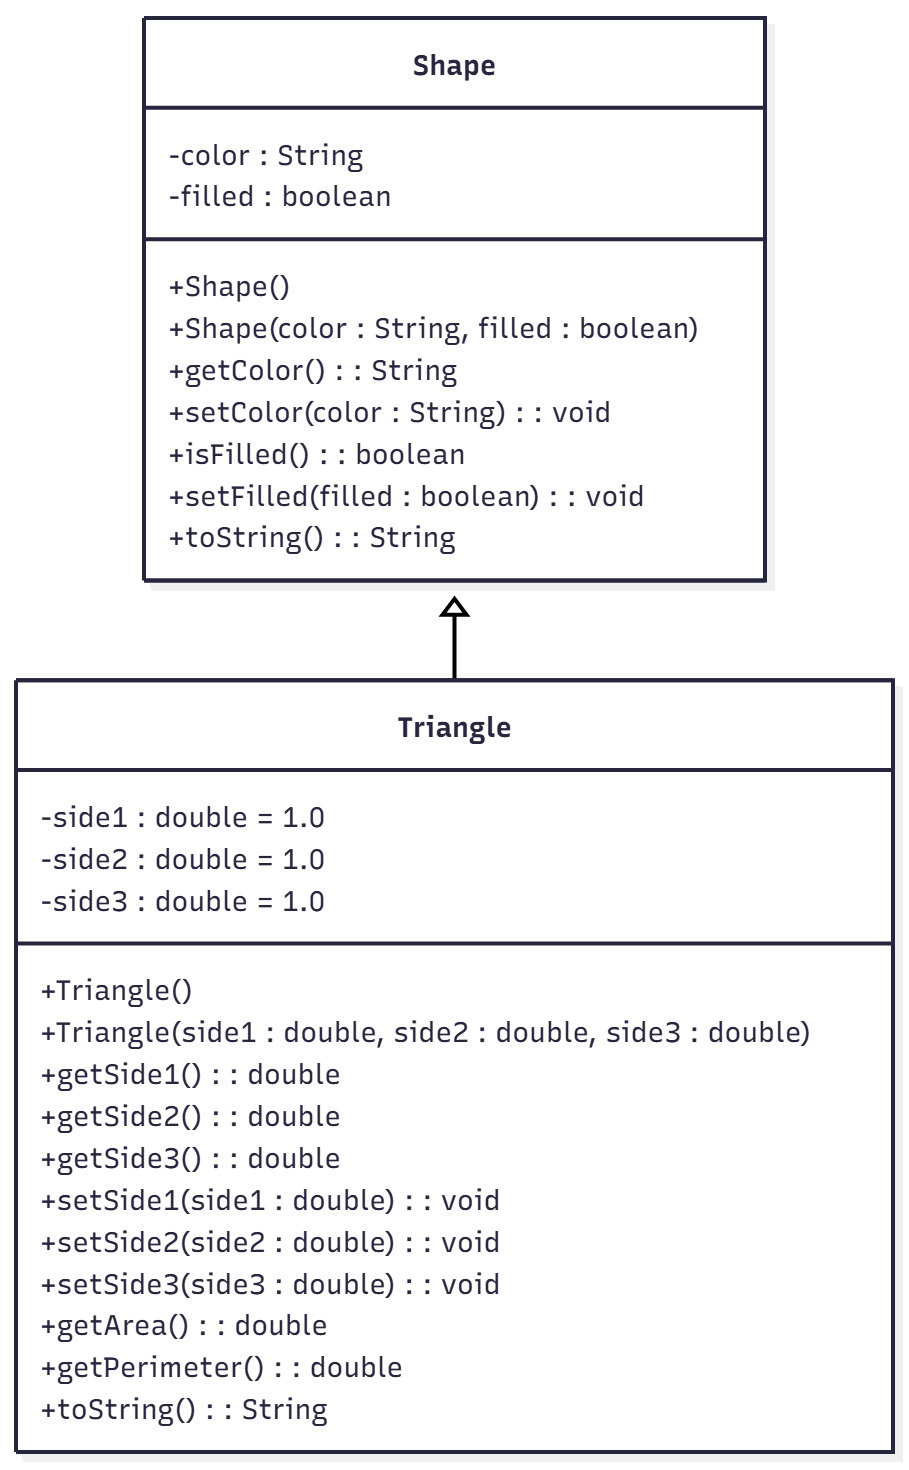 Shape
-color : String
-filled : boolean
+Shape()
+Shape(color : String, filled : boolean)
+getColor() : : String
+setColor(color : String) : : void
+isFilled() : : boolean
+setFilled(filled : boolean) : : void
+toString() : : String
Triangle
-side1 : double = 1.0
-side2 : double = 1.0
-side3 : double = 1.0
+Triangle()
+Triangle(side1 : double, side2 : double, side3 : double)
+getSide1() : : double
+getSide2() : : double
+getSide3() : : double
+setSide1(side1 : double) : : void
+setSide2(side2 : double) : : void
+setSide3(side3 : double) : : void
+getArea() : : double
+getPerimeter() : : double
+toString() : : String